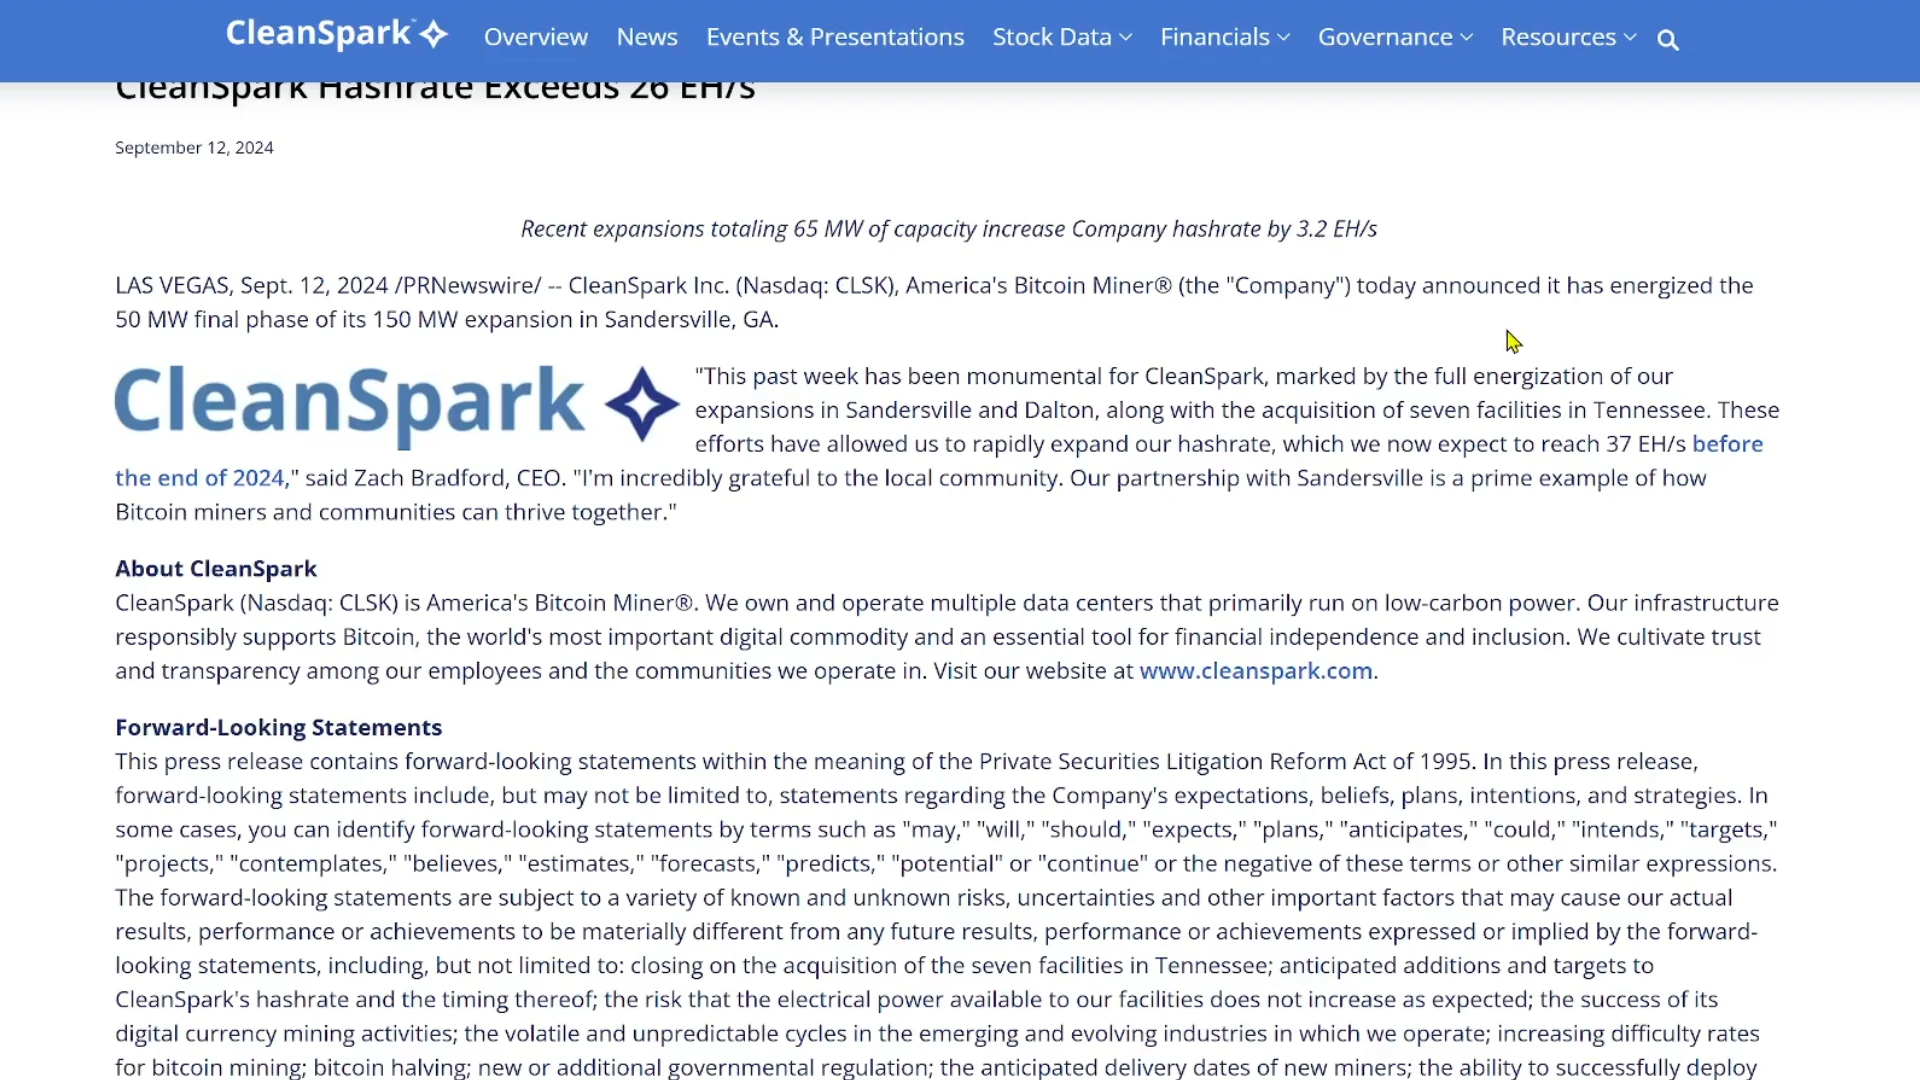 CleanSpark™ Overview News Events & Presentations Stock Data Financials Governance Resources
CleanSpark Hashrate Exceeds 26 EH/s
September 12, 2024
Recent expansions totaling 65 MW of capacity increase Company hashrate by 3.2 EH/s
LAS VEGAS, Sept. 12, 2024 /PRNewswire/ -- CleanSpark Inc. (Nasdaq: CLSK), America's Bitcoin Miner® (the "Company") today announced it has energized the
50 MW final phase of its 150 MW expansion in Sandersville, GA.
CleanSpark
"This past week has been monumental for CleanSpark, marked by the full energization of our
expansions in Sandersville and Dalton, along with the acquisition of seven facilities in Tennessee. These
efforts have allowed us to rapidly expand our hashrate, which we now expect to reach 37 EH/s before
the end of 2024," said Zach Bradford, CEO. "I'm incredibly grateful to the local community. Our partnership with Sandersville is a prime example of how
Bitcoin miners and communities can thrive together."
About CleanSpark
CleanSpark (Nasdaq: CLSK) is America's Bitcoin Miner®. We own and operate multiple data centers that primarily run on low-carbon power. Our infrastructure
responsibly supports Bitcoin, the world's most important digital commodity and an essential tool for financial independence and inclusion. We cultivate trust
and transparency among our employees and the communities we operate in. Visit our website at www.cleanspark.com.
Forward-Looking Statements
This press release contains forward-looking statements within the meaning of the Private Securities Litigation Reform Act of 1995. In this press release,
forward-looking statements include, but may not be limited to, statements regarding the Company's expectations, beliefs, plans, intentions, and strategies. In
some cases, you can identify forward-looking statements by terms such as "may," "will," "should," "expects," "plans," "anticipates," "could," "intends," "targets,"
"projects," "contemplates," "believes," "estimates," "forecasts," "predicts," "potential" or "continue" or the negative of these terms or other similar expressions.
The forward-looking statements are subject to a variety of known and unknown risks, uncertainties and other important factors that may cause our actual
results, performance or achievements to be materially different from any future results, performance or achievements expressed or implied by the forward-
looking statements, including, but not limited to: closing on the acquisition of the seven facilities in Tennessee; anticipated additions and targets to
CleanSpark's hashrate and the timing thereof; the risk that the electrical power available to our facilities does not increase as expected; the success of its
digital currency mining activities; the volatile and unpredictable cycles in the emerging and evolving industries in which we operate; increasing difficulty rates
for bitcoin mining; bitcoin halving; new or additional governmental regulation; the anticipated delivery dates of new miners; the ability to successfully deploy